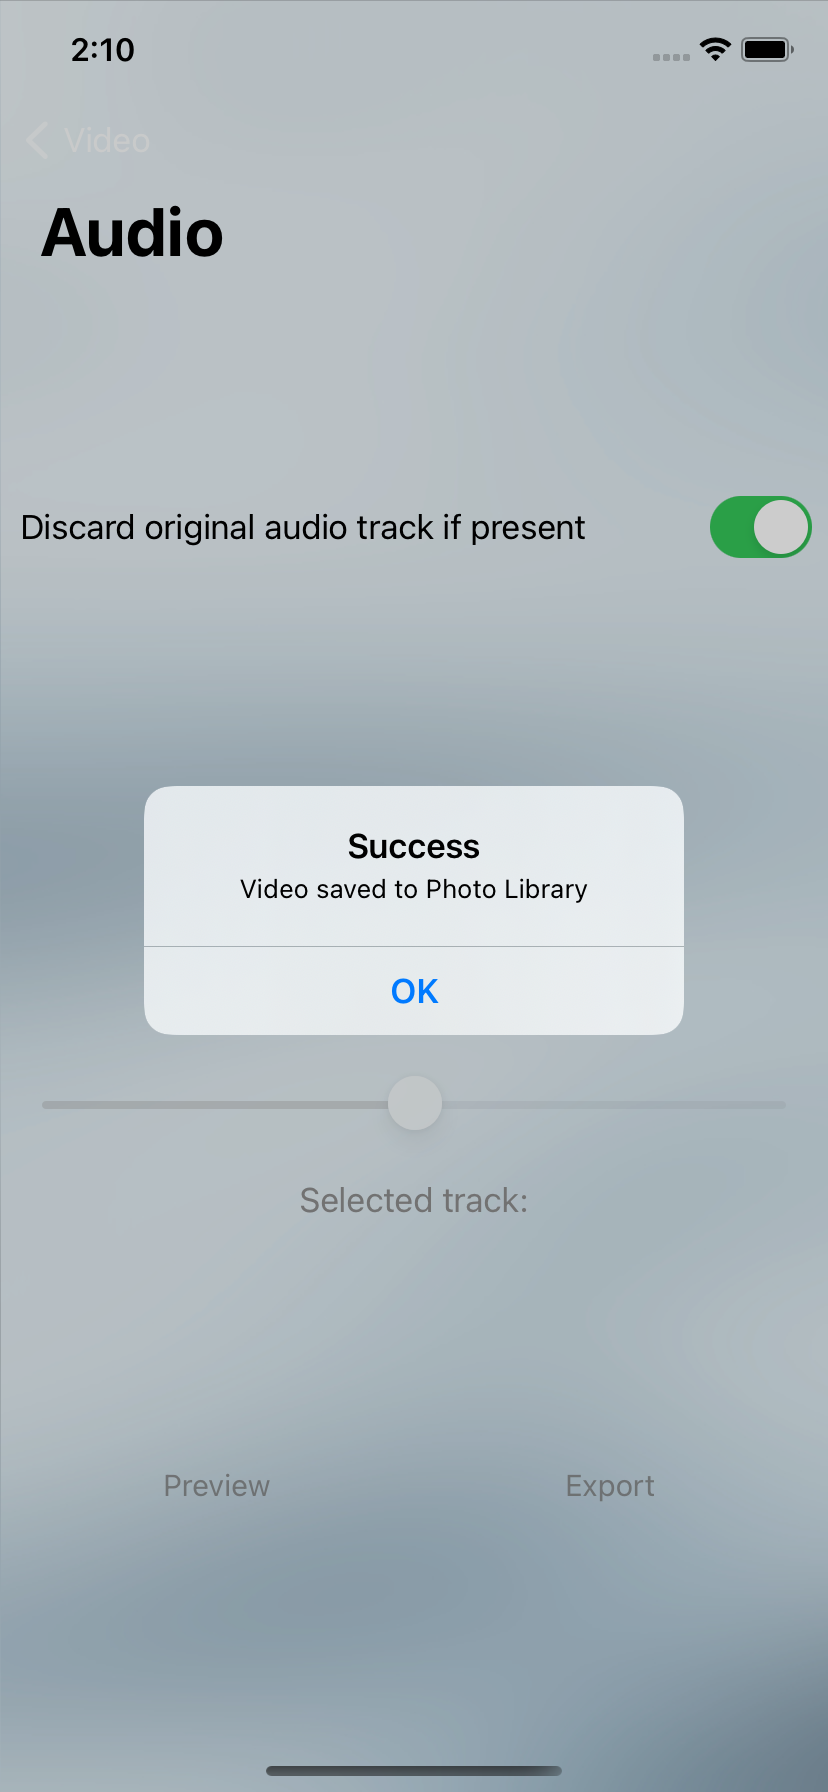 2:10
Video
Audio
Discard original audio track if present
Success
Video saved to Photo Library
OK
Selected track:
Preview
Export